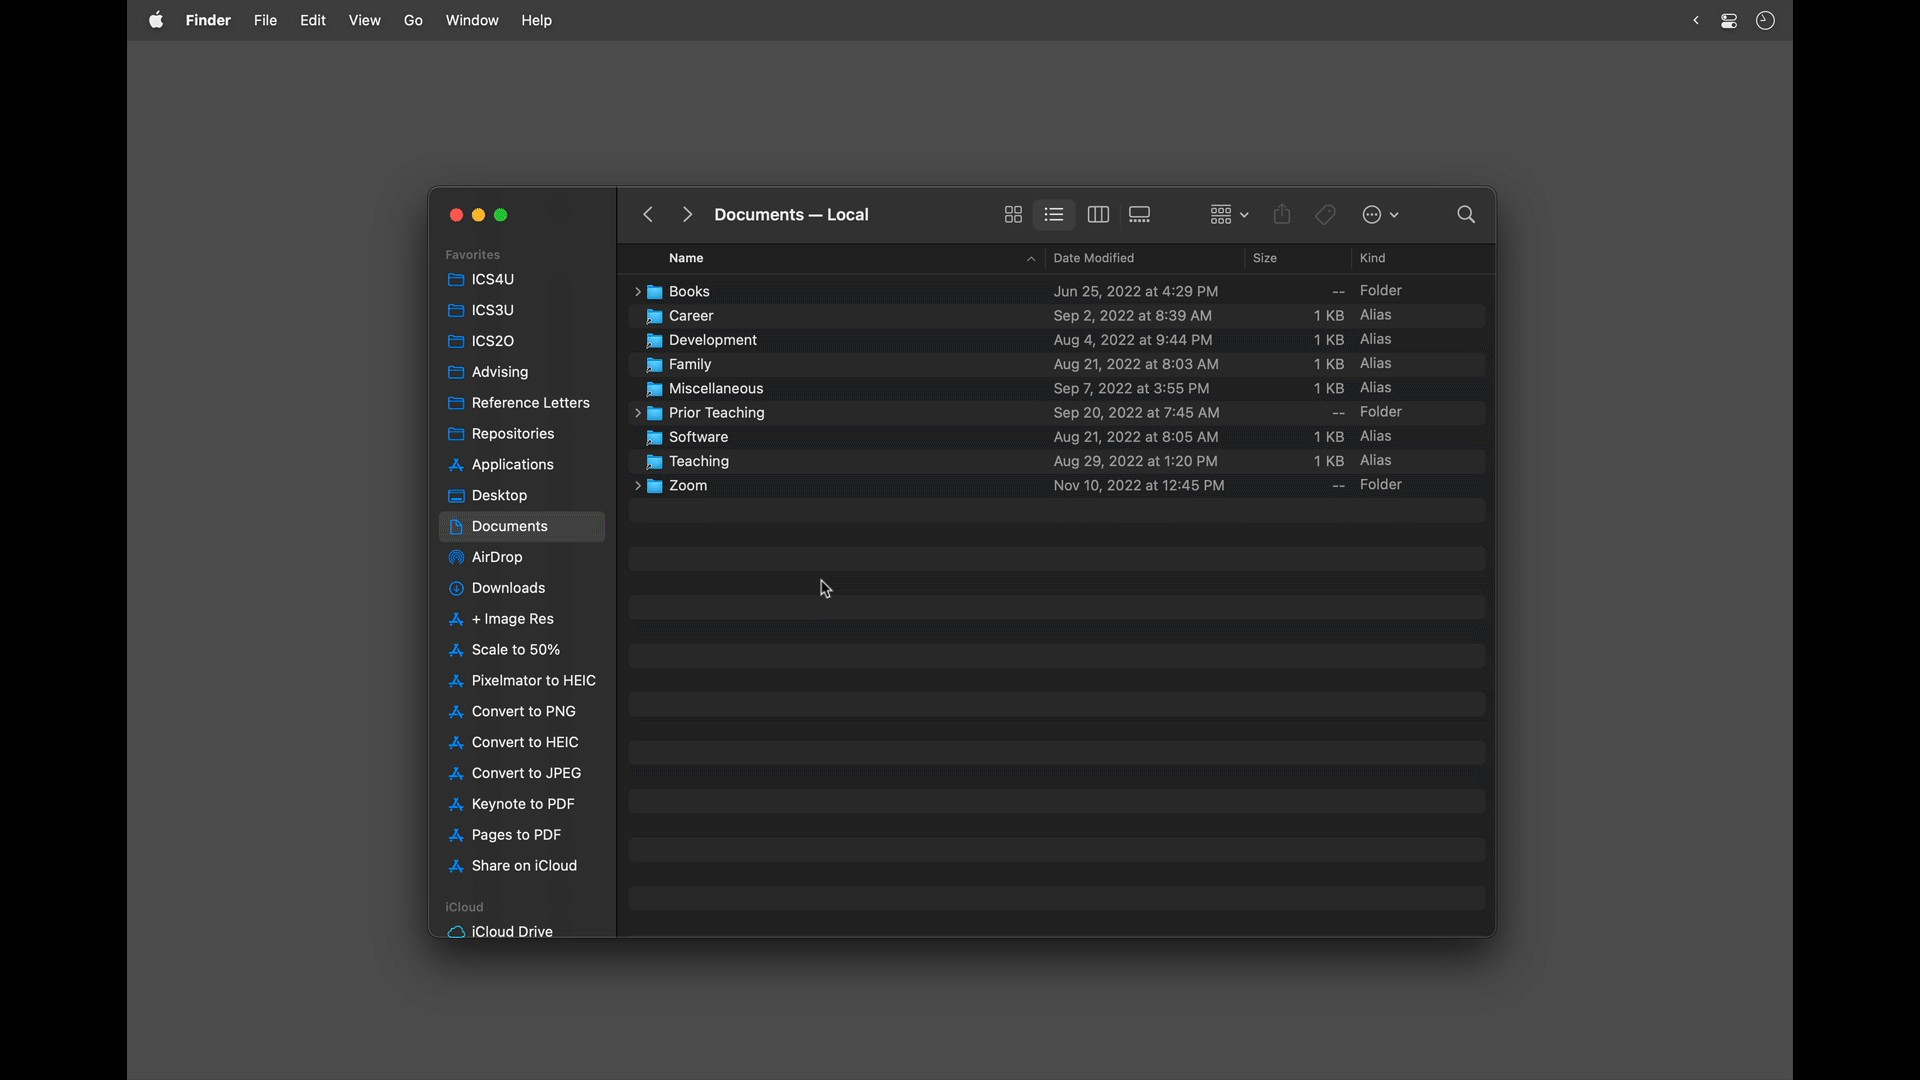 Finder File Edit View Go Window Help
Documents — Local
Favorites
ICS4U
ICS3U
ICS2O
Advising
Reference Letters
Repositories
Applications
Desktop
Documents
AirDrop
Downloads
+ Image Res
Scale to 50%
Pixelmator to HEIC
Convert to PNG
Convert to HEIC
Convert to JPEG
Keynote to PDF
Pages to PDF
Share on iCloud
iCloud
iCloud Drive
Name Date Modified Size Kind
Books Jun 25, 2022 at 4:29 PM -- Folder
Career Sep 2, 2022 at 8:39 AM 1 KB Alias
Development Aug 4, 2022 at 9:44 PM 1 KB Alias
Family Aug 21, 2022 at 8:03 AM 1 KB Alias
Miscellaneous Sep 7, 2022 at 3:55 PM 1 KB Alias
Prior Teaching Sep 20, 2022 at 7:45 AM -- Folder
Software Aug 21, 2022 at 8:05 AM 1 KB Alias
Teaching Aug 29, 2022 at 1:20 PM 1 KB Alias
Zoom Nov 10, 2022 at 12:45 PM -- Folder